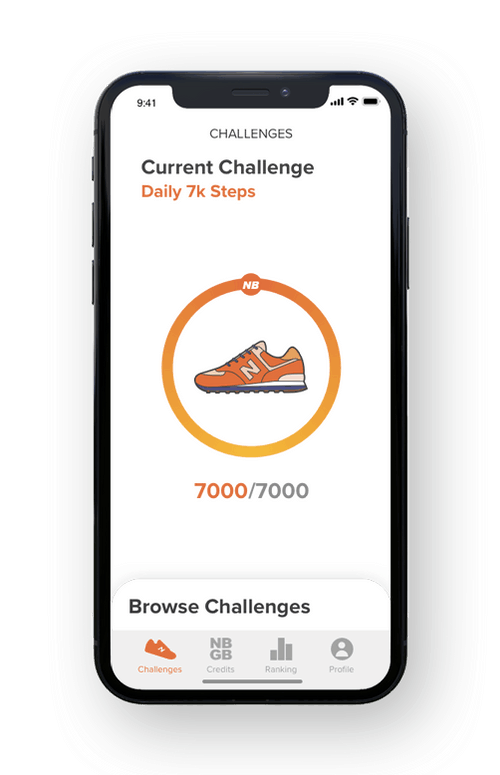 9:41
CHALLENGES
Current Challenge
Daily 7k Steps
NB
N
7000/7000
Browse Challenges
N
Challenges
NB
GB
Credits
Ranking
Profile